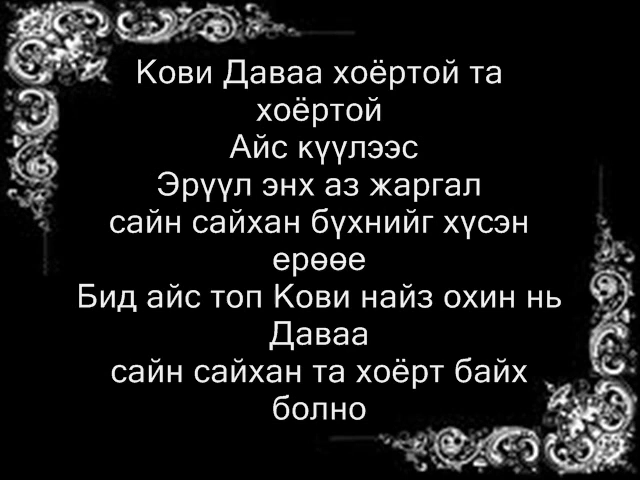 Кови Даваа хоёртой та
хоёртой
Айс күүлээс
Эрүүл энх аз жаргал
сайн сайхан бүхнийг хүсэн
ерөөе
Бид айс топ Кови найз охин нь
Даваа
сайн сайхан та хоёрт байх
болно